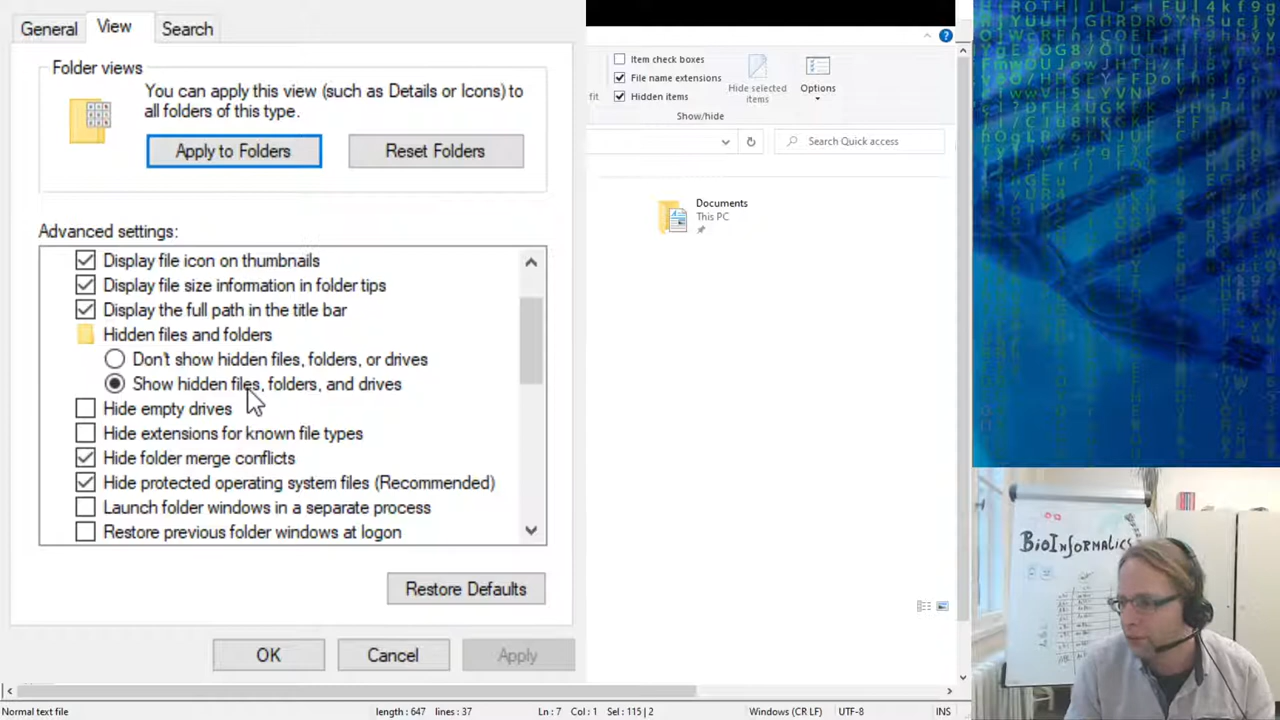 General
View
Search
Folder views
You can apply this view (such as Details or Icons) to
all folders of this type.
Apply to Folders
Reset Folders
Advanced settings:
Display file icon on thumbnails
Display file size information in folder tips
Display the full path in the title bar
Hidden files and folders
Don't show hidden files, folders, or drives
Show hidden files, folders, and drives
Hide empty drives
Hide extensions for known file types
Hide folder merge conflicts
Hide protected operating system files (Recommended)
Launch folder windows in a separate process
Restore previous folder windows at logon
Restore Defaults
OK
Cancel
Apply
Item check boxes
File name extensions
Hidden items
Hide selected
items
Options
Show/hide
Search Quick access
Documents
This PC
BioInformatics
Normal text file
length : 647
lines : 37
Ln : 7
Col : 1
Sel : 115 | 2
Windows (CR LF)
UTF-8
INS